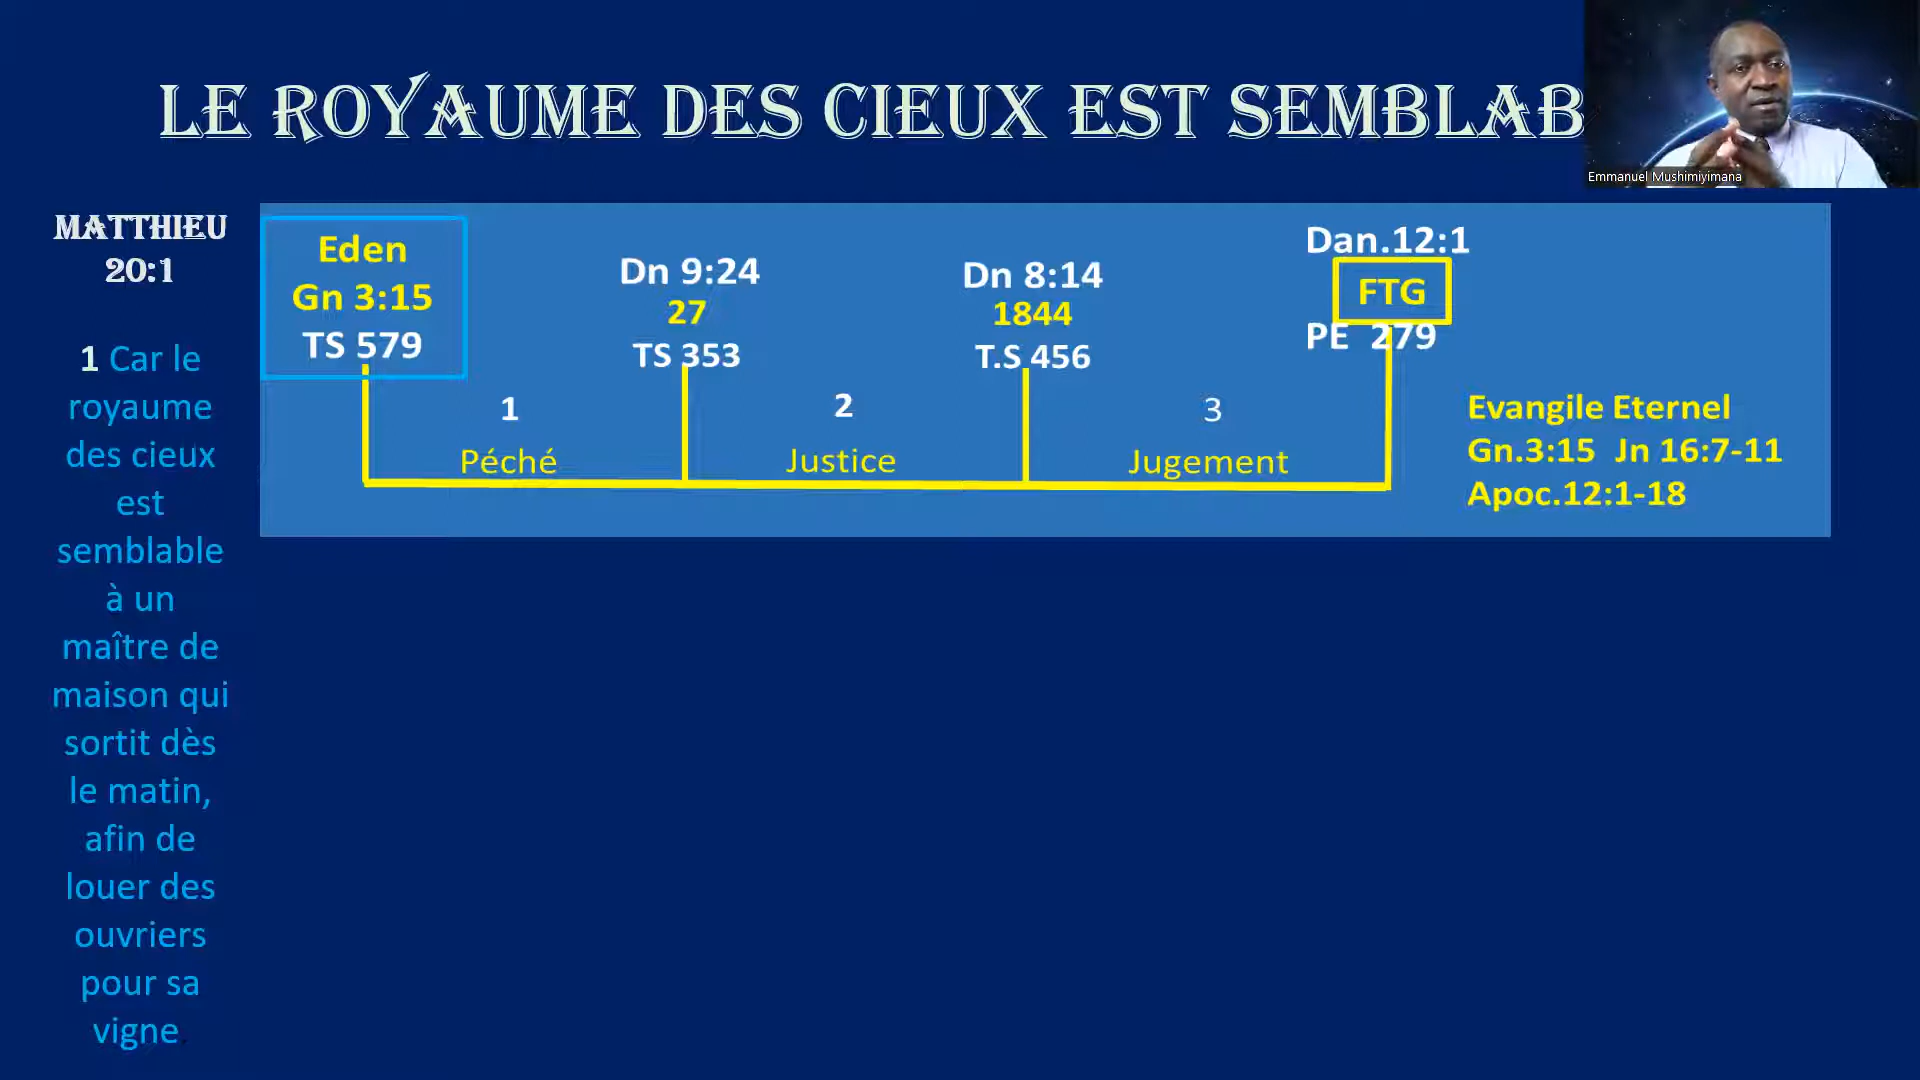 LE ROYAUME DES CIEUX EST SEMBLAB
Emmanuel Mushimiyimana
MATTHIEU
20:1
1 Car le
royaume
des cieux
est
semblable
à un
maître de
maison qui
sortit dès
le matin,
afin de
louer des
ouvriers
pour sa
vigne.
Eden
Gn 3:15
TS 579
Dn 9:24
27
TS 353
Dn 8:14
1844
T.S 456
Dan.12:1
FTG
PE 279
1
Péché
2
Justice
3
Jugement
Evangile Eternel
Gn.3:15 Jn 16:7-11
Apoc.12:1-18